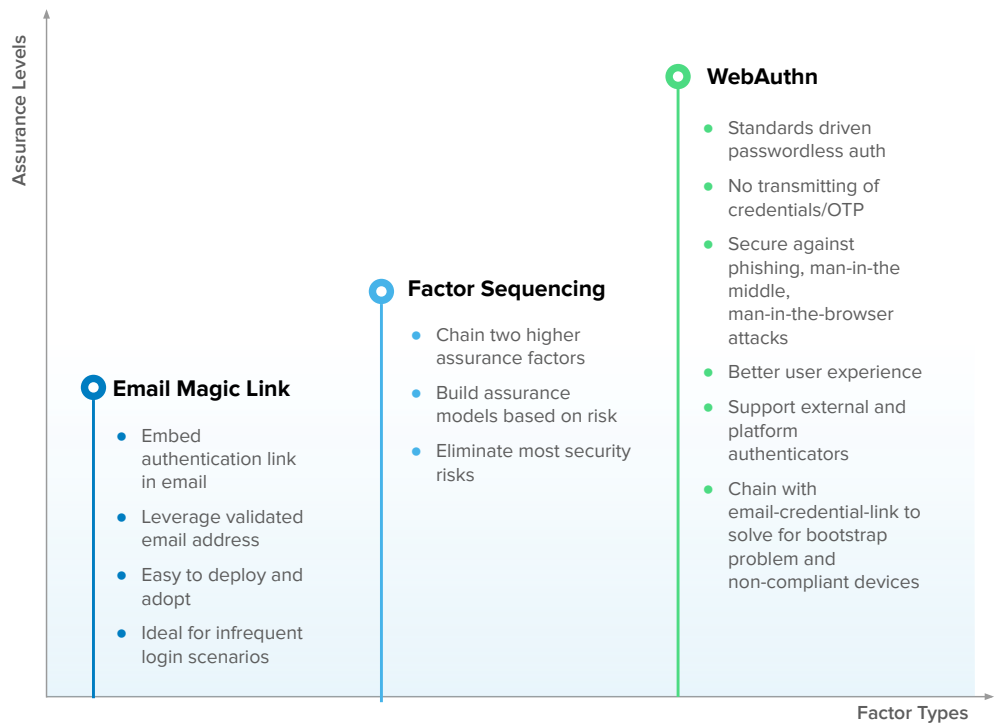 Assurance Levels
WebAuthn
Standards driven
passwordless auth
No transmitting of
credentials/OTP
Secure against
phishing, man-in-the
middle,
man-in-the-browser
attacks
Better user experience
Support external and
platform
authenticators
Chain with
email-credential-link to
solve for bootstrap
problem and
non-compliant devices
Factor Sequencing
Chain two higher
assurance factors
Build assurance
models based on risk
Eliminate most security
risks
Email Magic Link
Embed
authentication link
in email
Leverage validated
email address
Easy to deploy and
adopt
Ideal for infrequent
login scenarios
Factor Types